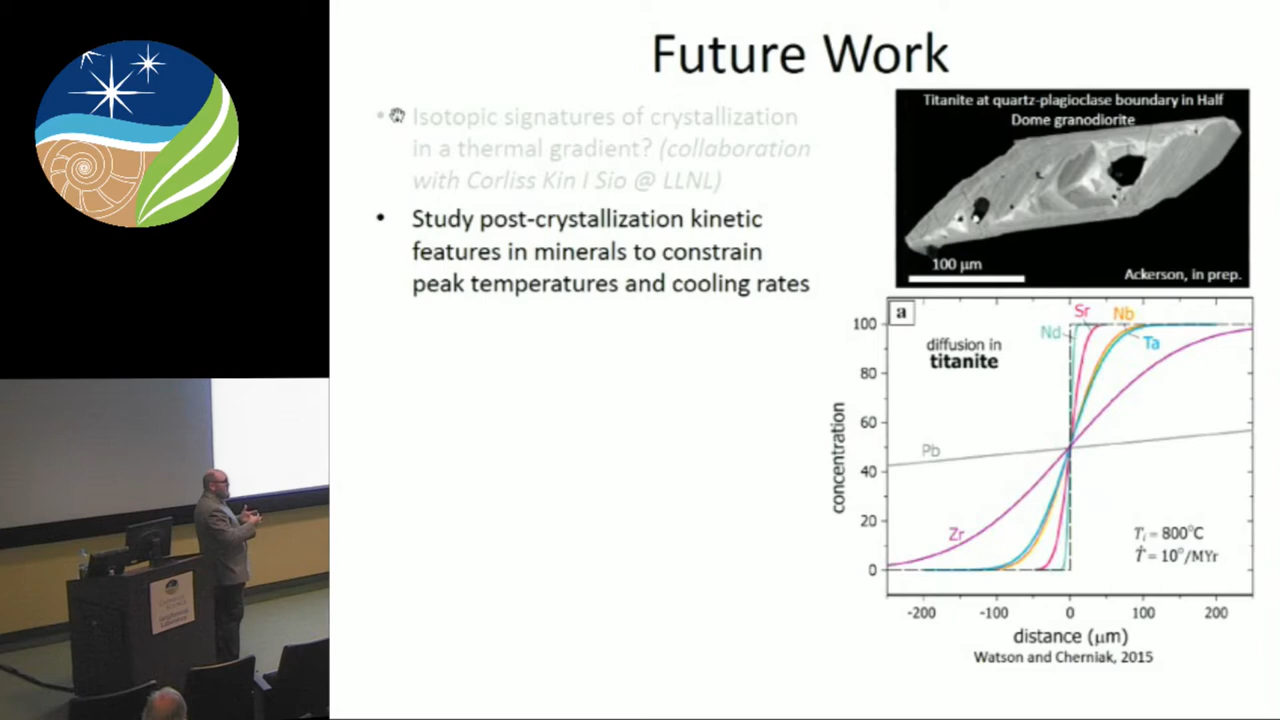 Future Work
• Isotopic signatures of crystallization
in a thermal gradient? (collaboration
with Corliss Kin I Sio @ LLNL)
• Study post-crystallization kinetic
features in minerals to constrain
peak temperatures and cooling rates
Titanite at quartz-plagioclase boundary in Half
Dome granodiorite
100 μm
Ackerson, in prep.
a
diffusion in
titanite
Nd
Sr
Nb
Ta
Pb
Zr
Tᵢ = 800°C
Ṫ = 10°/MYr
concentration
100
80
60
40
20
0
-200 -100 0 100 200
distance (μm)
Watson and Cherniak, 2015